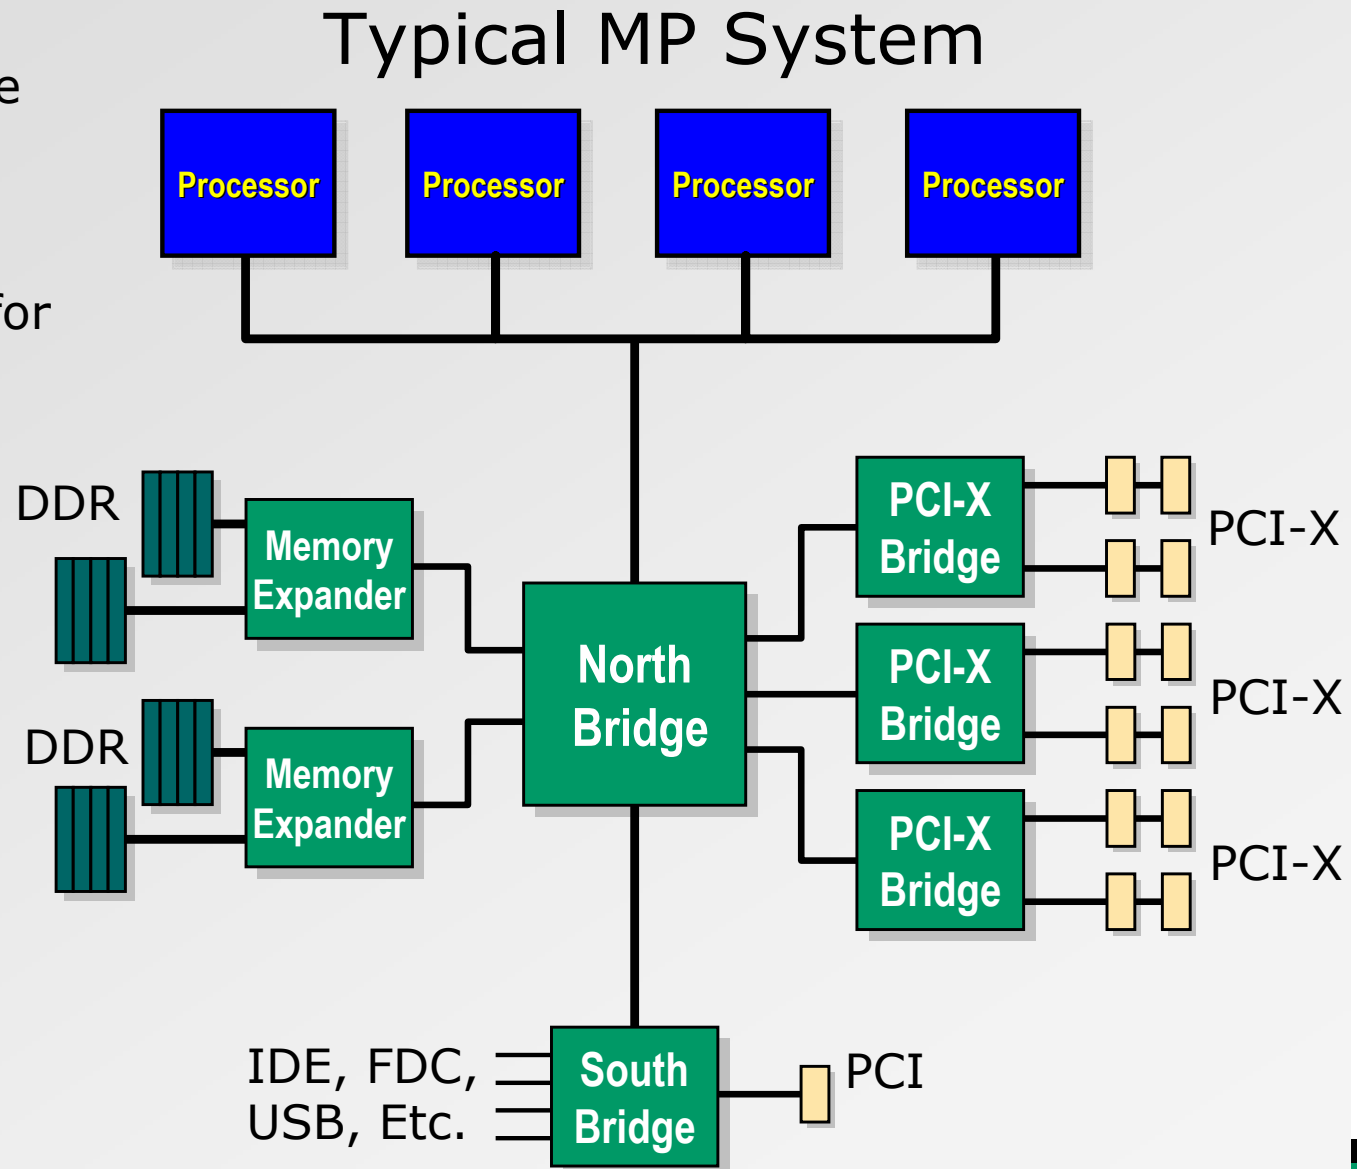 Typical MP System
e
for
Processor
Processor
Processor
Processor
DDR
Memory
Expander
DDR
Memory
Expander
North
Bridge
PCI-X
Bridge
PCI-X
PCI-X
Bridge
PCI-X
PCI-X
Bridge
PCI-X
IDE, FDC,
USB, Etc.
South
Bridge
PCI